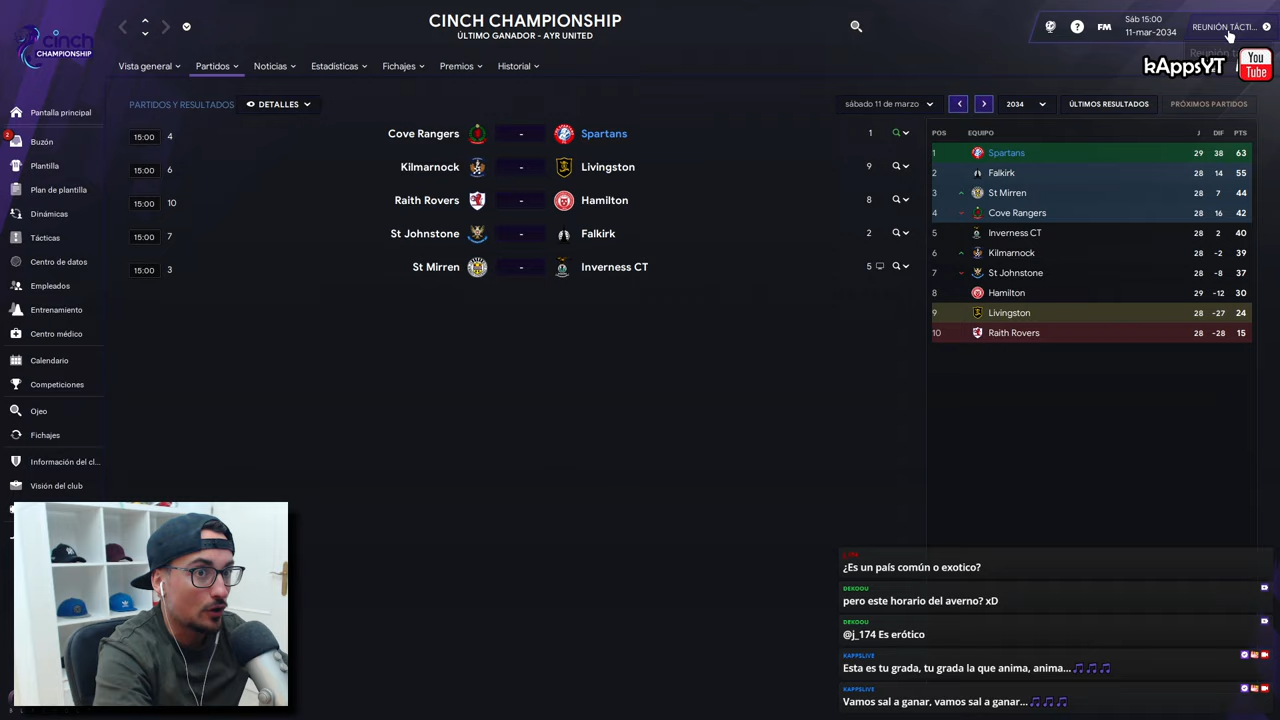 cinch
CHAMPIONSHIP
CINCH CHAMPIONSHIP
ÚLTIMO GANADOR - AYR UNITED
FM
Sáb 15:00
11-mar-2034
REUNIÓN TÁCTI...
kAppsYT
You
Tube
Vista general
Partidos
Noticias
Estadísticas
Fichajes
Premios
Historial
PARTIDOS Y RESULTADOS
DETALLES
sábado 11 de marzo
2034
ÚLTIMOS RESULTADOS
PRÓXIMOS PARTIDOS
Pantalla principal
2
Buzón
Plantilla
Plan de plantilla
Dinámicas
Tácticas
Centro de datos
Empleados
Entrenamiento
Centro médico
Calendario
Competiciones
Ojeo
Fichajes
Información del cl...
Visión del club
15:00 4 Cove Rangers - Spartans 1
15:00 6 Kilmarnock - Livingston 9
15:00 10 Raith Rovers - Hamilton 8
15:00 7 St Johnstone - Falkirk 2
15:00 3 St Mirren - Inverness CT 5
POS EQUIPO J DIF PTS
1 Spartans 29 38 63
2 Falkirk 28 14 55
3 St Mirren 28 7 44
4 Cove Rangers 28 16 42
5 Inverness CT 28 2 40
6 Kilmarnock 28 -2 39
7 St Johnstone 28 -8 37
8 Hamilton 29 -12 30
9 Livingston 28 -27 24
10 Raith Rovers 28 -28 15
¿Es un país común o exotico?
DEKOOU
pero este horario del averno? xD
DEKOOU
@j_174 Es erótico
KAPPSLIVE
Esta es tu grada, tu grada la que anima, anima... 🎵🎵🎵
KAPPSLIVE
Vamos sal a ganar, vamos sal a ganar... 🎵🎵🎵